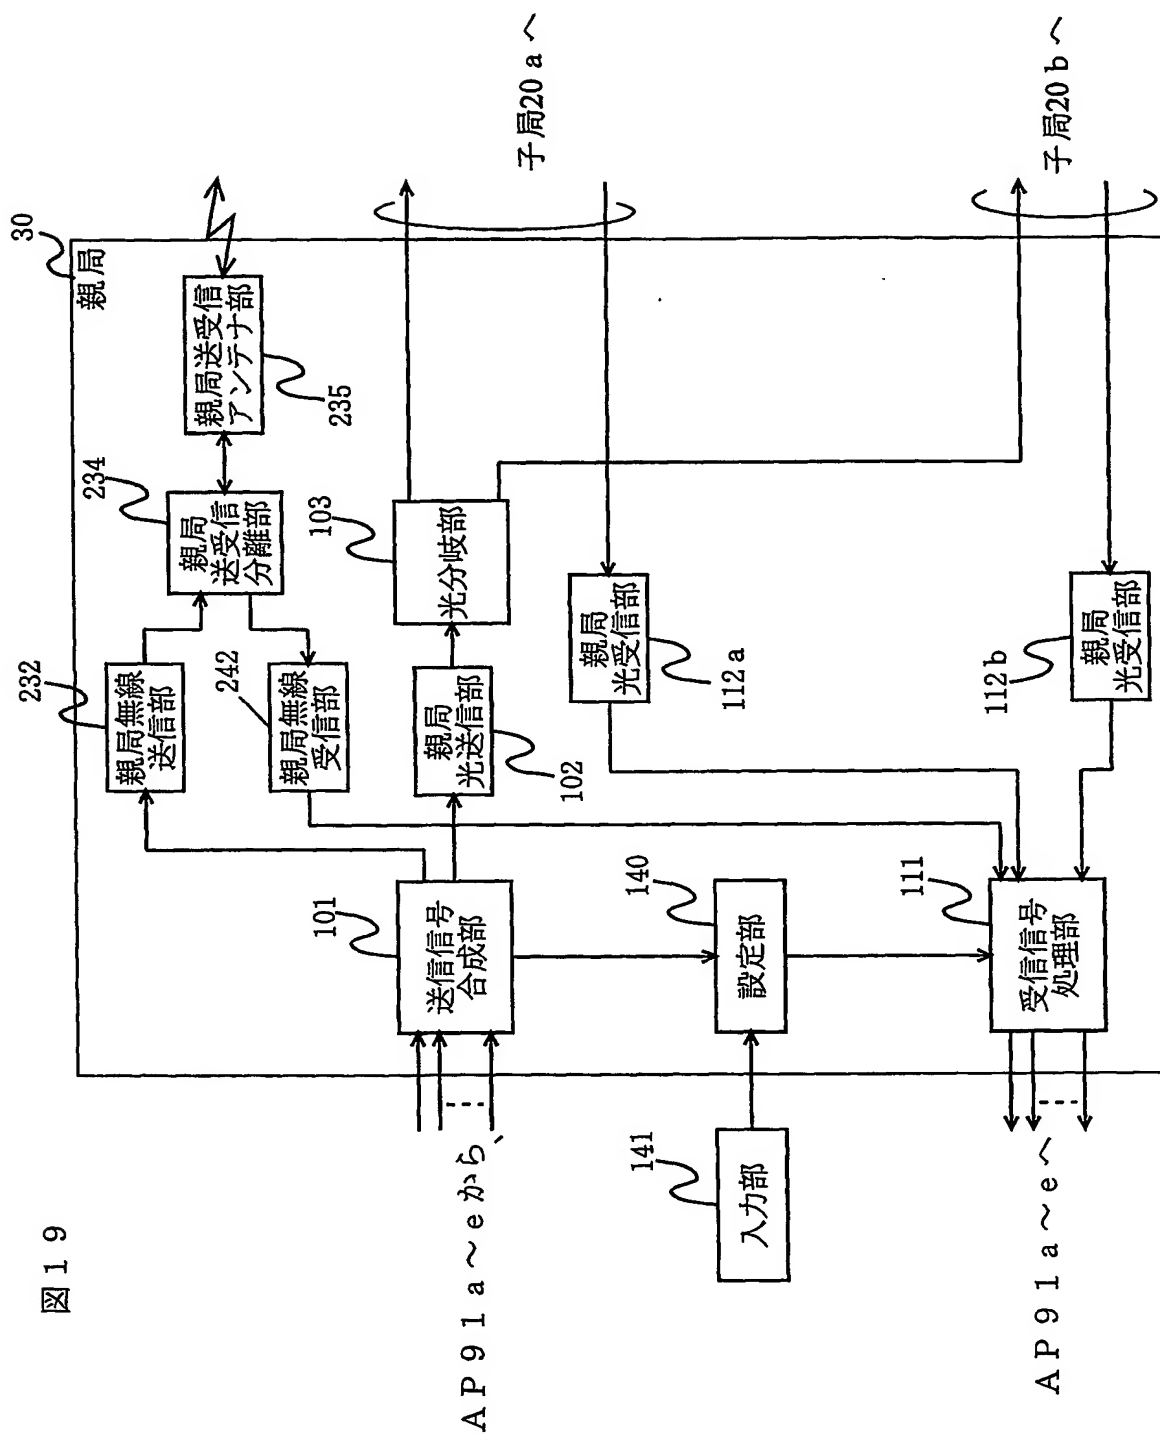 図19
30
親局
232
親局無線
送信部
234
親局
送受信
分離部
親局送受信
アンテナ部
235
242
親局無線
受信部
103
光分岐部
子局20aへ
101
送信信号
合成部
親局
光送信部
102
AP91a～eから
親局
光受信部
112a
140
設定部
141
入力部
111
受信信号
処理部
112b
親局
光受信部
子局20bへ
AP91a～eへ